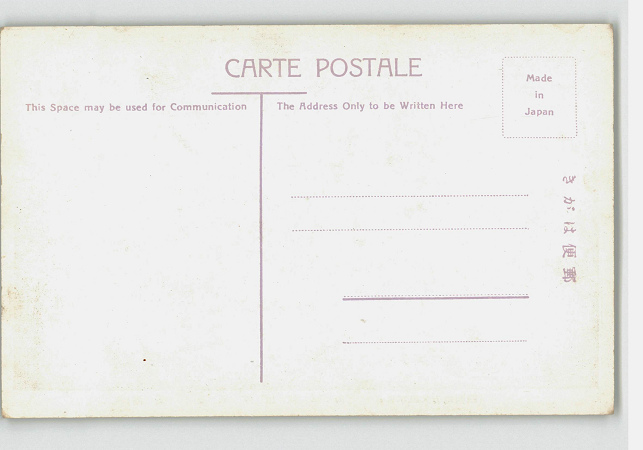 CARTE POSTALE
This Space may be used for Communication
The Address Only to be Written Here
Made
in
Japan
きがは便郵